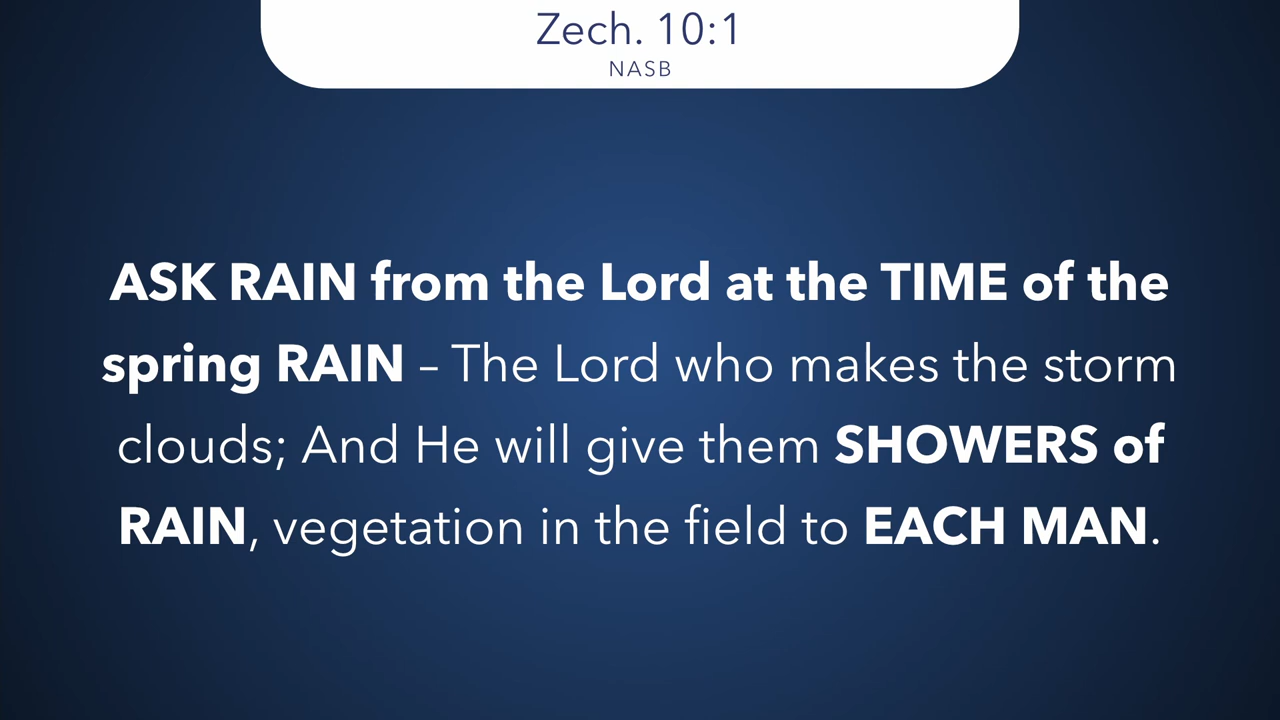 Zech. 10:1
NASB
ASK RAIN from the Lord at the TIME of the
spring RAIN – The Lord who makes the storm
clouds; And He will give them SHOWERS of
RAIN, vegetation in the field to EACH MAN.